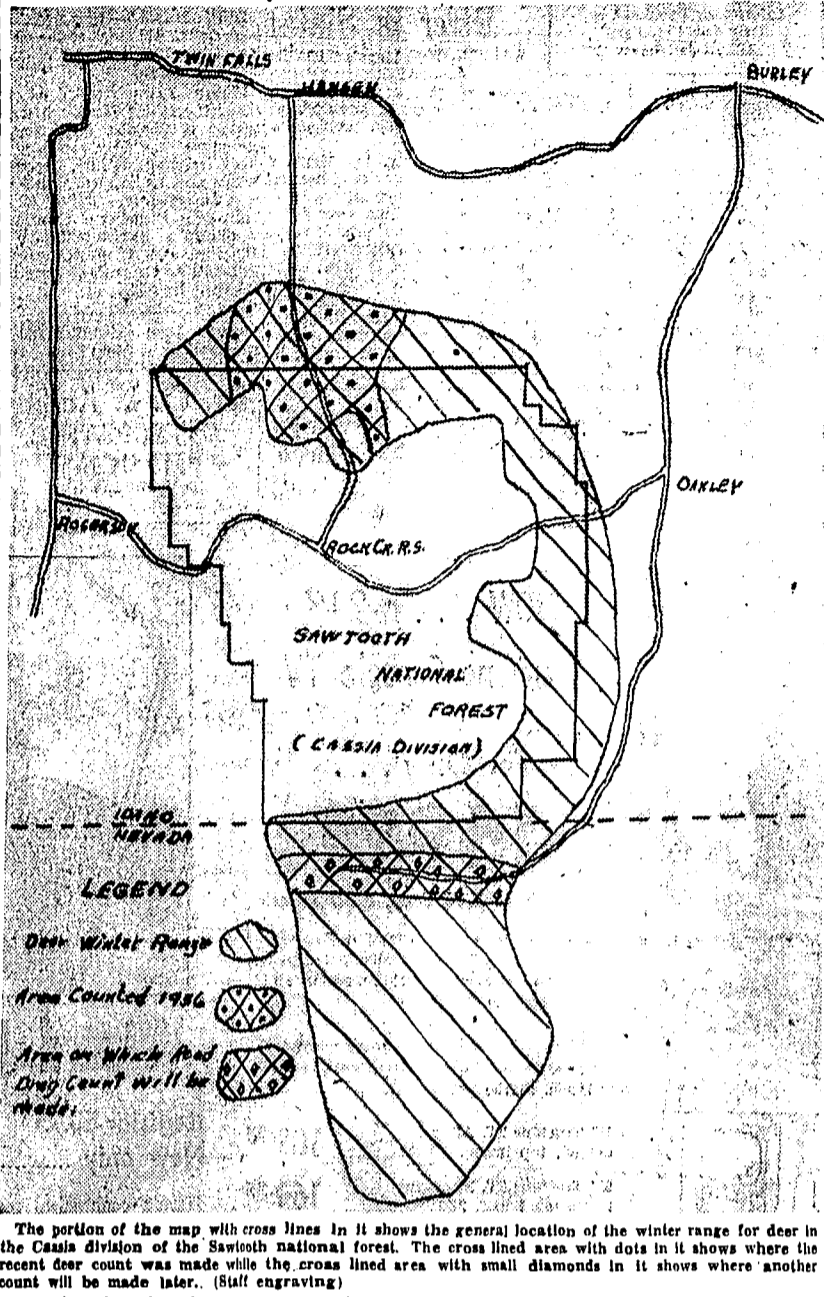 TWIN FALLS
HANSEN
BURLEY
OAKLEY
ROGERSON
ROCK CR. R.S.
SAWTOOTH
NATIONAL
FOREST
(CASSIA DIVISION)
IDAHO
NEVADA
LEGEND
Deer Winter Range
Area Counted 1936
Area on Which Road
Drag Count will be
made.
The portion of the map with cross lines in it shows the general location of the winter range for deer in
the Cassia division of the Sawtooth national forest. The cross lined area with dots in it shows where the
recent deer count was made while the cross lined area with small diamonds in it shows where another
count will be made later.. (Staff engraving)